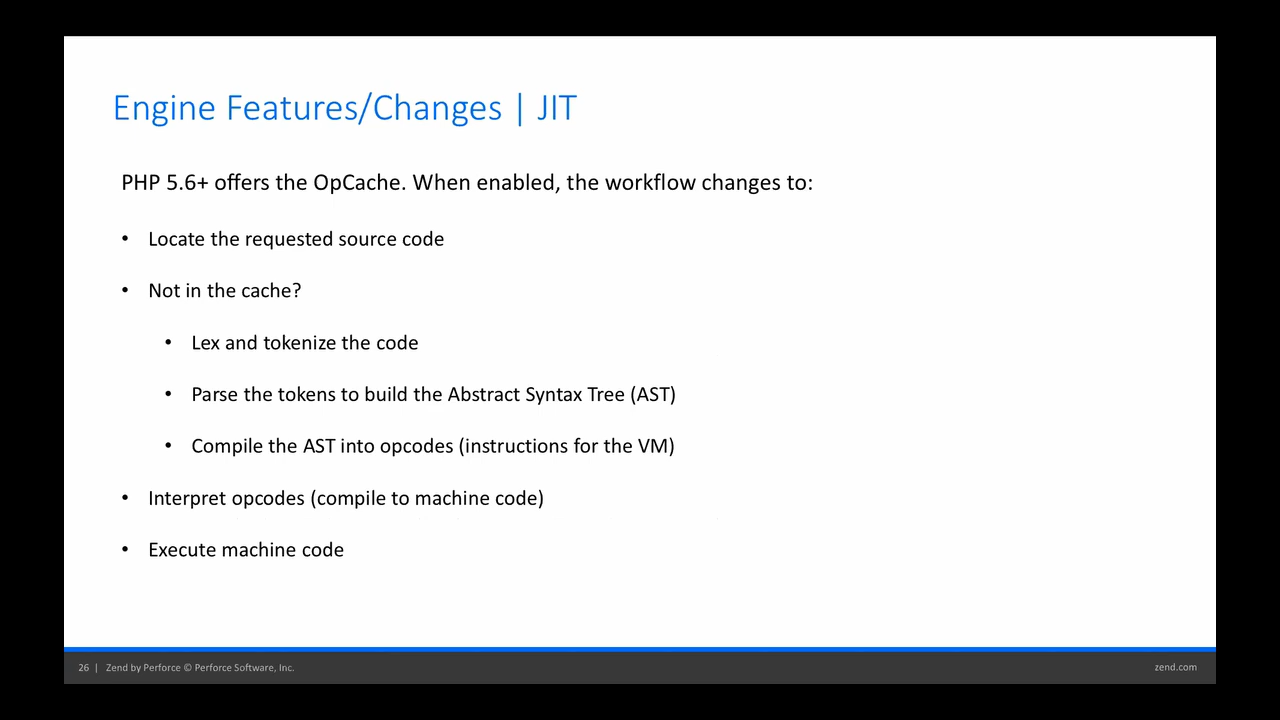 Engine Features/Changes | JIT
PHP 5.6+ offers the OpCache. When enabled, the workflow changes to:
• Locate the requested source code
• Not in the cache?
• Lex and tokenize the code
• Parse the tokens to build the Abstract Syntax Tree (AST)
• Compile the AST into opcodes (instructions for the VM)
• Interpret opcodes (compile to machine code)
• Execute machine code
26 | Zend by Perforce © Perforce Software, Inc.
zend.com